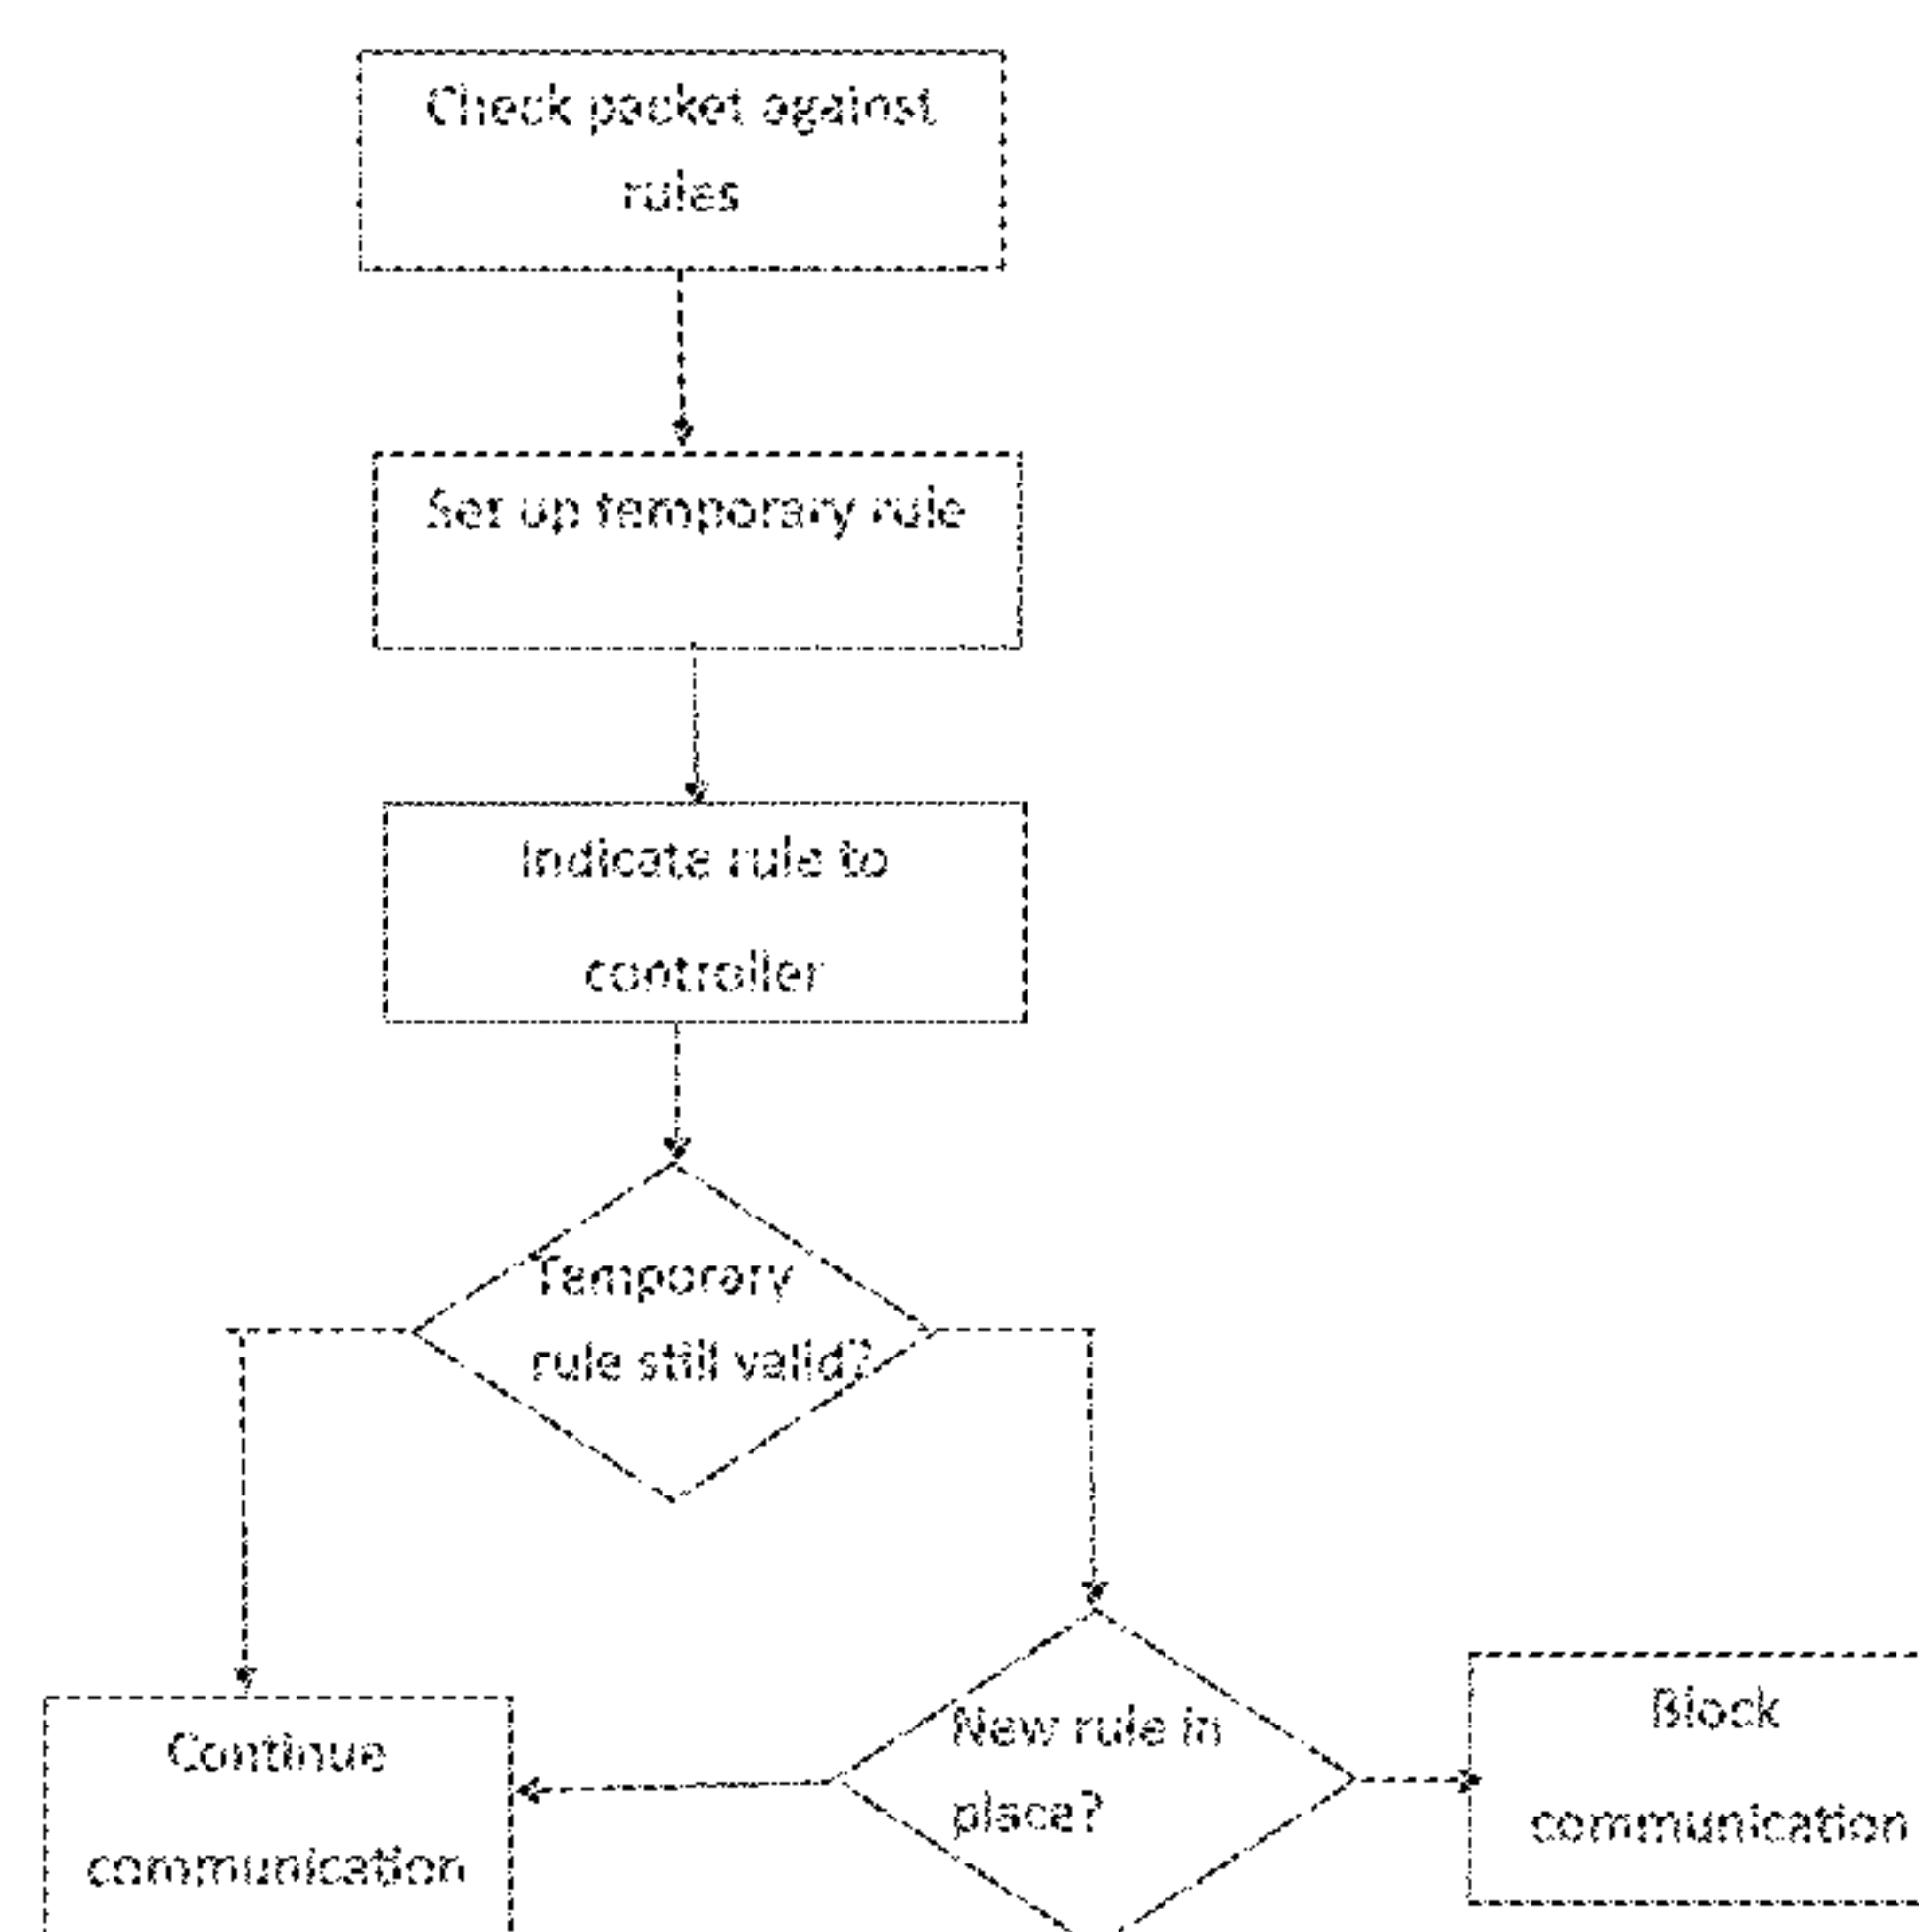 Check packet against
rules
Set up temporary rule
Indicate rule to
controller
Temporary
rule still valid?
New rule in
place?
Block
communication
Continue
communication